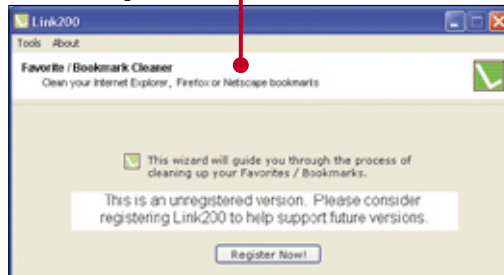 Link200
Tools About
Favorite / Bookmark Cleaner
Clean your Internet Explorer, Firefox or Netscape bookmarks
This wizard will guide you through the process of
cleaning up your Favorites / Bookmarks.
This is an unregistered version. Please consider
registering Link200 to help support future versions.
Register Now!